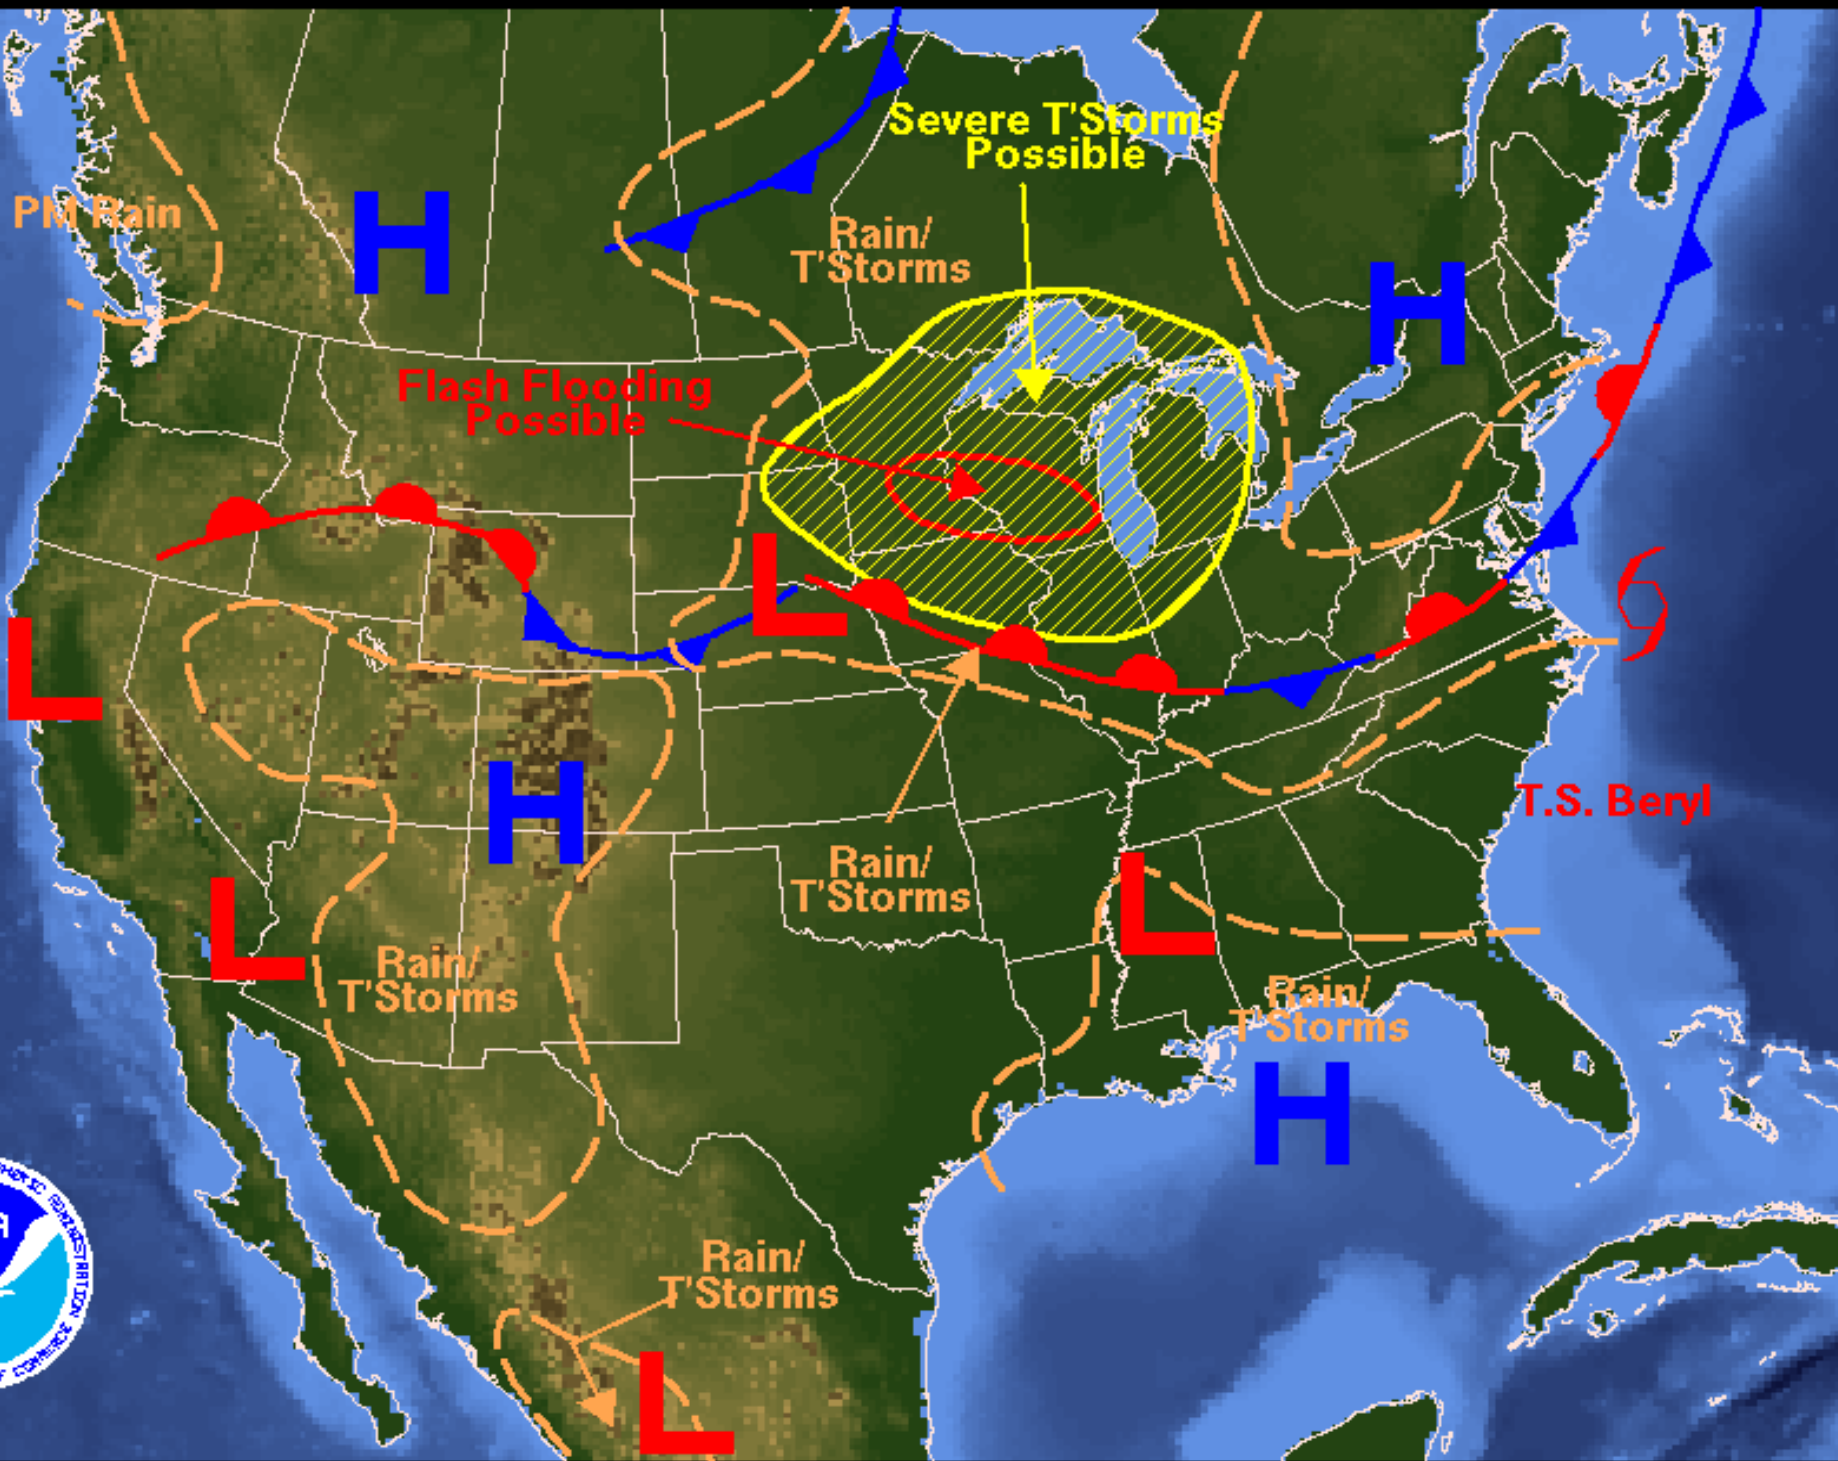 Severe T'Storms
Possible
PM Rain
H
Rain/
T'Storms
H
Flash Flooding
Possible
L
L
H
T.S. Beryl
Rain/
T'Storms
L
L
Rain/
T'Storms
Rain/
T'Storms
H
Rain/
T'Storms
L